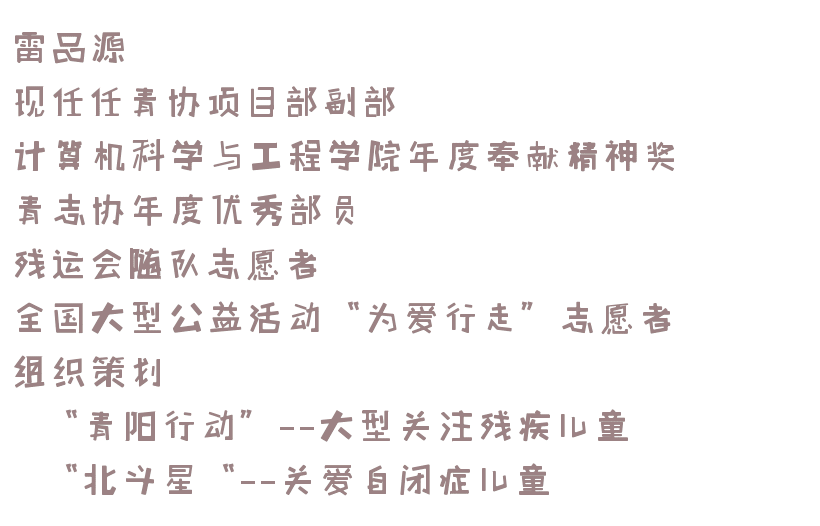 雷品源
现任任青协项目部副部
计算机科学与工程学院年度奉献精神奖
青志协年度优秀部员
残运会随队志愿者
全国大型公益活动“为爱行走”志愿者
组织策划
“青阳行动”--大型关注残疾儿童
“北斗星“--关爱自闭症儿童